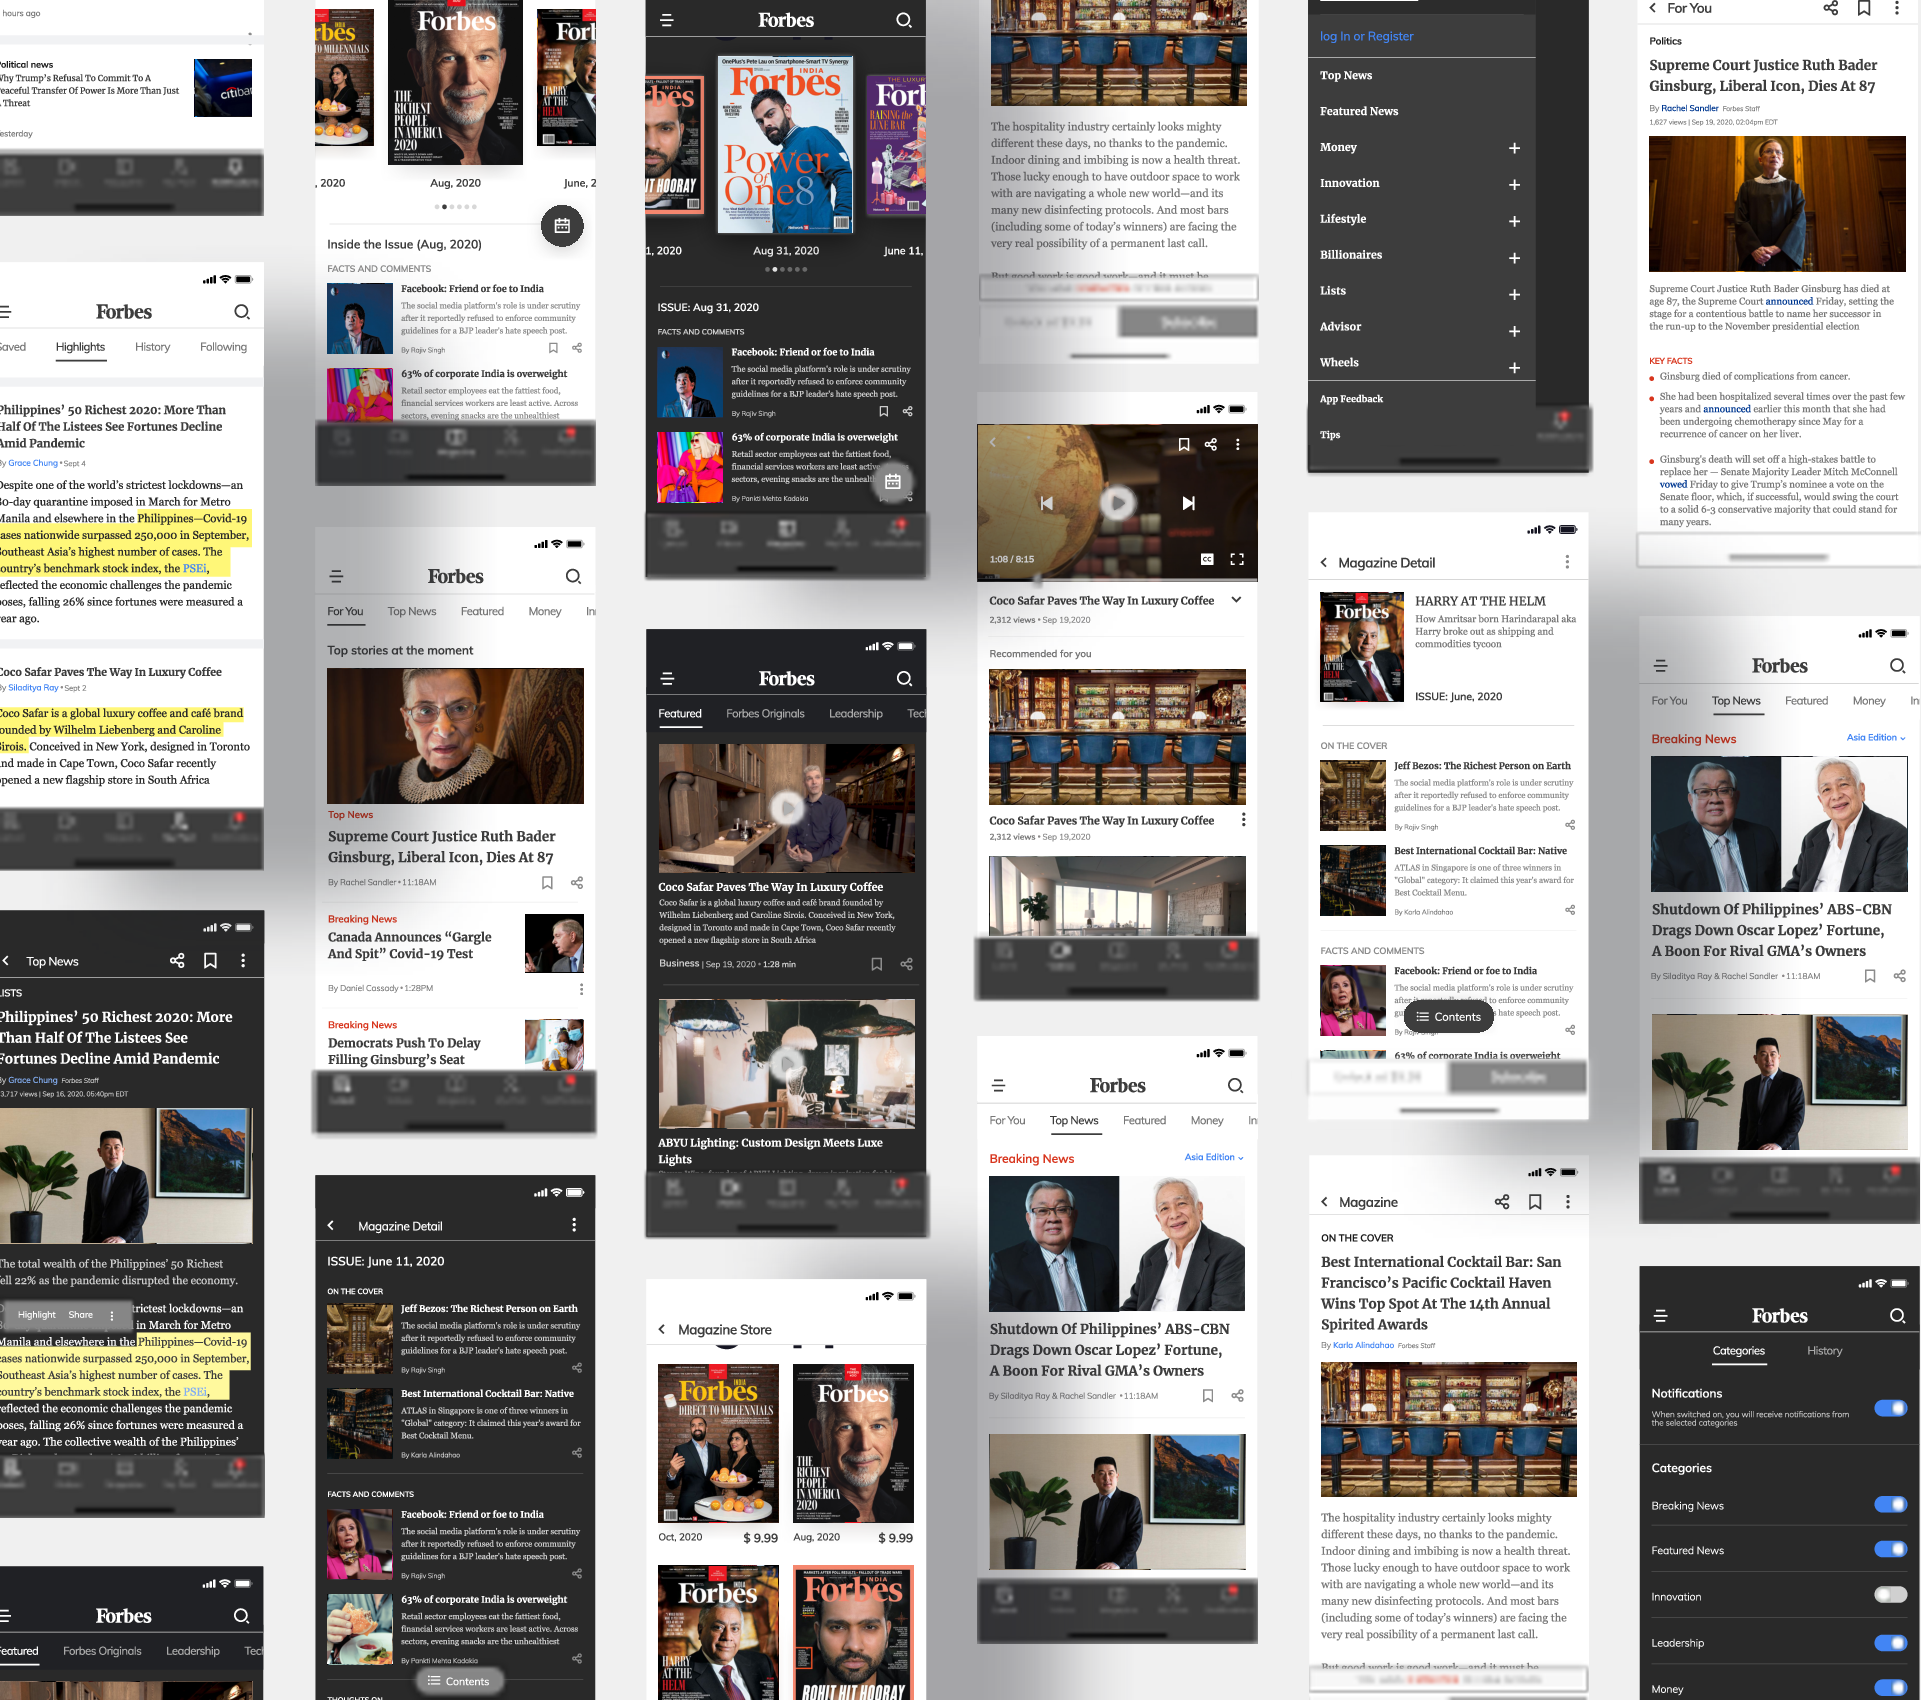 hours ago
Political news
Why Trump's Refusal To Commit To A
Peaceful Transfer Of Power Is More Than Just
Threat
Yesterday
citibank
Forbes
Saved
Highlights
History
Following
Philippines' 50 Richest 2020: More Than
Half Of The Listees See Fortunes Decline
Amid Pandemic
By Grace Chung • Sept 4
Despite one of the world's strictest lockdowns—an
80-day quarantine imposed in March for Metro
Manila and elsewhere in the Philippines—Covid-19
cases nationwide surpassed 250,000 in September,
Southeast Asia's highest number of cases. The
country's benchmark stock index, the PSEi,
reflected the economic challenges the pandemic
poses, falling 26% since fortunes were measured a
year ago.
Coco Safar Paves The Way In Luxury Coffee
By Siladitya Ray • Sept 2
Coco Safar is a global luxury coffee and café brand
founded by Wilhelm Liebenberg and Caroline
Sirois. Conceived in New York, designed in Toronto
and made in Cape Town, Coco Safar recently
opened a new flagship store in South Africa
Top News
LISTS
Philippines' 50 Richest 2020: More
Than Half Of The Listees See
Fortunes Decline Amid Pandemic
By Grace Chung Forbes Staff
3,717 views | Sep 16, 2020, 05:40pm EDT
The total wealth of the Philippines' 50 Richest
fell 22% as the pandemic disrupted the economy.
Highlight Share
trictest lockdowns—an
in March for Metro
Manila and elsewhere in the Philippines—Covid-19
cases nationwide surpassed 250,000 in September,
Southeast Asia's highest number of cases. The
country's benchmark stock index, the PSEi,
reflected the economic challenges the pandemic
poses, falling 26% since fortunes were measured a
year ago. The collective wealth of the Philippines'
Forbes
Featured
Forbes Originals
Leadership
Tech
Forbes
TO MILLENNIALS
Forbes
THE
RICHEST
PEOPLE
IN AMERICA
2020
Forb
HARRY
AT THE
HELM
, 2020
Aug, 2020
June, 2
Inside the Issue (Aug, 2020)
FACTS AND COMMENTS
Facebook: Friend or foe to India
The social media platform's role is under scrutiny
after it reportedly refused to enforce community
guidelines for a BJP leader's hate speech post.
By Rajiv Singh
63% of corporate India is overweight
Retail sector employees eat the fattiest food,
financial services workers are least active. Across
sectors, evening snacks are the unhealthiest
Forbes
For You
Top News
Featured
Money
In
Top stories at the moment
Top News
Supreme Court Justice Ruth Bader
Ginsburg, Liberal Icon, Dies At 87
By Rachel Sandler • 11:18AM
Breaking News
Canada Announces “Gargle
And Spit” Covid-19 Test
By Daniel Cassady • 1:28PM
Breaking News
Democrats Push To Delay
Filling Ginsburg's Seat
Magazine Detail
ISSUE: June 11, 2020
ON THE COVER
Jeff Bezos: The Richest Person on Earth
The social media platform's role is under scrutiny
after it reportedly refused to enforce community
guidelines for a BJP leader's hate speech post.
By Rajiv Singh
Best International Cocktail Bar: Native
ATLAS in Singapore is one of three winners in
"Global" category: It claimed this year's award for
Best Cocktail Menu.
By Karla Alindahao
FACTS AND COMMENTS
Facebook: Friend or foe to India
The social media platform's role is under scrutiny
after it reportedly refused to enforce community
guidelines for a BJP leader's hate speech post.
By Rajiv Singh
63% of corporate India is overweight
Retail sector employees eat the fattiest food,
financial services workers are least active. Across
sectors, evening snacks are the unhealthiest
By Pankti Mehta Kadakia
Contents
THOUGHTS ON
Forbes
OnePlus's Pete Lau on Smartphone-Smart TV Synergy
INDIA
Forbes
Power
Of
One8
IT HOORAY
Forl
RAISING the
LUXE BAR
1, 2020
Aug 31, 2020
June 11,
ISSUE: Aug 31, 2020
FACTS AND COMMENTS
Facebook: Friend or foe to India
The social media platform's role is under scrutiny
after it reportedly refused to enforce community
guidelines for a BJP leader's hate speech post.
By Rajiv Singh
63% of corporate India is overweight
Retail sector employees eat the fattiest food,
financial services workers are least active
sectors, evening snacks are the unhealt
By Pankti Mehta Kadakia
Forbes
Featured
Forbes Originals
Leadership
Tecl
Coco Safar Paves The Way In Luxury Coffee
Coco Safar is a global luxury coffee and café brand founded by
Wilhelm Liebenberg and Caroline Sirois. Conceived in New York,
designed in Toronto and made in Cape Town, Coco Safar recently
opened a new flagship store in South Africa
Business | Sep 19, 2020 • 1:28 min
ABYU Lighting: Custom Design Meets Luxe
Lights
Magazine Store
Forbes
DIRECT TO MILLENNIALS
Forbes
THE
RICHEST
PEOPLE
IN AMERICA
2020
Oct, 2020
$ 9.99
Aug, 2020
$ 9.99
Forbes
HARRY
AT THE
HELM
INDIA
Forbes
ROHIT HIT HOORAY
The hospitality industry certainly looks mighty
different these days, no thanks to the pandemic.
Indoor dining and imbibing is now a health threat.
Those lucky enough to have outdoor space to work
with are navigating a whole new world—and its
many new disinfecting protocols. And most bars
(including some of today's winners) are facing the
very real possibility of a permanent last call.
But good work is good work—and it must be
1:08 / 8:15
CC
Coco Safar Paves The Way In Luxury Coffee
2,312 views • Sep 19,2020
Recommended for you
Coco Safar Paves The Way In Luxury Coffee
2,312 views • Sep 19,2020
Forbes
For You
Top News
Featured
Money
In
Breaking News
Asia Edition
Shutdown Of Philippines' ABS-CBN
Drags Down Oscar Lopez' Fortune,
A Boon For Rival GMA's Owners
By Siladitya Ray & Rachel Sandler • 11:18AM
log In or Register
Top News
Featured News
Money
Innovation
Lifestyle
Billionaires
Lists
Advisor
Wheels
App Feedback
Tips
Magazine Detail
Forbes
HARRY
AT THE
HELM
HARRY AT THE HELM
How Amritsar born Harindarapal aka
Harry broke out as shipping and
commodities tycoon
ISSUE: June, 2020
ON THE COVER
Jeff Bezos: The Richest Person on Earth
The social media platform's role is under scrutiny
after it reportedly refused to enforce community
guidelines for a BJP leader's hate speech post.
By Rajiv Singh
Best International Cocktail Bar: Native
ATLAS in Singapore is one of three winners in
"Global" category: It claimed this year's award for
Best Cocktail Menu.
By Karla Alindahao
FACTS AND COMMENTS
Facebook: Friend or foe to India
The social media platform's role is under scrutiny
after it reportedly refused to enforce community
hate speech post.
Contents
63% of corporate India is overweight
Magazine
ON THE COVER
Best International Cocktail Bar: San
Francisco's Pacific Cocktail Haven
Wins Top Spot At The 14th Annual
Spirited Awards
By Karla Alindahao Forbes Staff
The hospitality industry certainly looks mighty
different these days, no thanks to the pandemic.
Indoor dining and imbibing is now a health threat.
Those lucky enough to have outdoor space to work
with are navigating a whole new world—and its
many new disinfecting protocols. And most bars
(including some of today's winners) are facing the
very real possibility of a permanent last call.
But good work is good work—and it must be
For You
Politics
Supreme Court Justice Ruth Bader
Ginsburg, Liberal Icon, Dies At 87
By Rachel Sandler Forbes Staff
1,627 views | Sep 19, 2020, 02:04pm EDT
Supreme Court Justice Ruth Bader Ginsburg has died at
age 87, the Supreme Court announced Friday, setting the
stage for a contentious battle to name her successor in
the run-up to the November presidential election
KEY FACTS
Ginsburg died of complications from cancer.
She had been hospitalized several times over the past few
years and announced earlier this month that she had
been undergoing chemotherapy since May for a
recurrence of cancer on her liver.
Ginsburg's death will set off a high-stakes battle to
replace her — Senate Majority Leader Mitch McConnell
vowed Friday to give Trump's nominee a vote on the
Senate floor, which, if successful, would swing the court
to a solid 6-3 conservative majority that could stand for
many years.
Forbes
For You
Top News
Featured
Money
In
Breaking News
Asia Edition
Shutdown Of Philippines' ABS-CBN
Drags Down Oscar Lopez' Fortune,
A Boon For Rival GMA's Owners
By Siladitya Ray & Rachel Sandler • 11:18AM
Forbes
Categories
History
Notifications
When switched on, you will receive notifications from
the selected categories
Categories
Breaking News
Featured News
Innovation
Leadership
Money